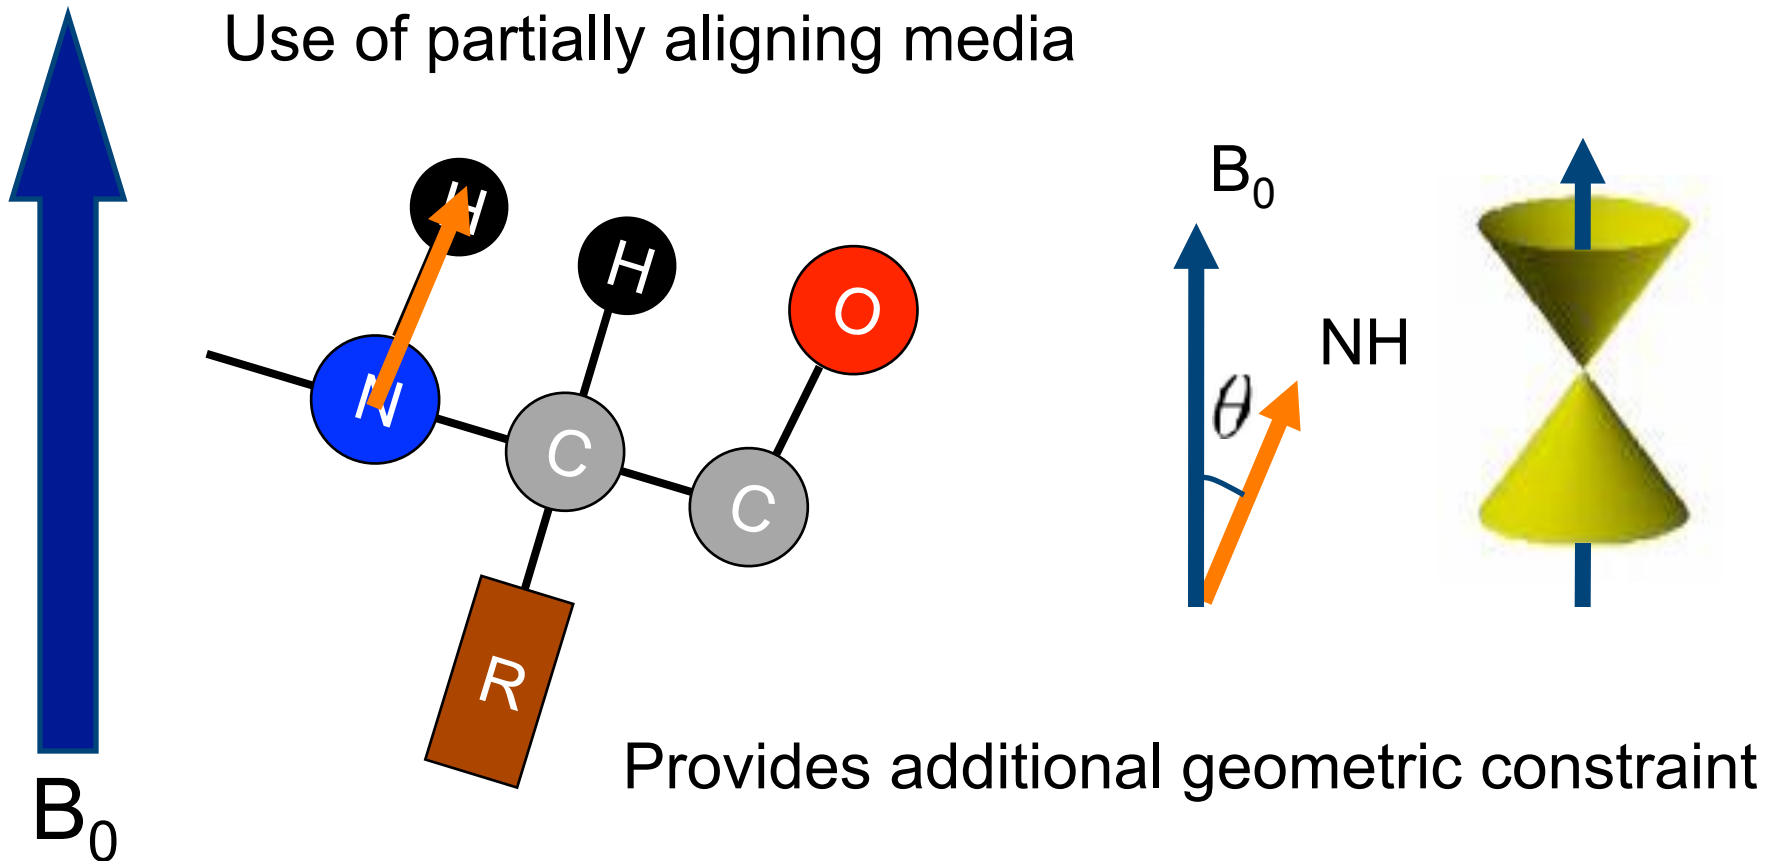 Use of partially aligning media
B₀
H
H
O
N
C
C
R
B₀
NH
θ
Provides additional geometric constraint